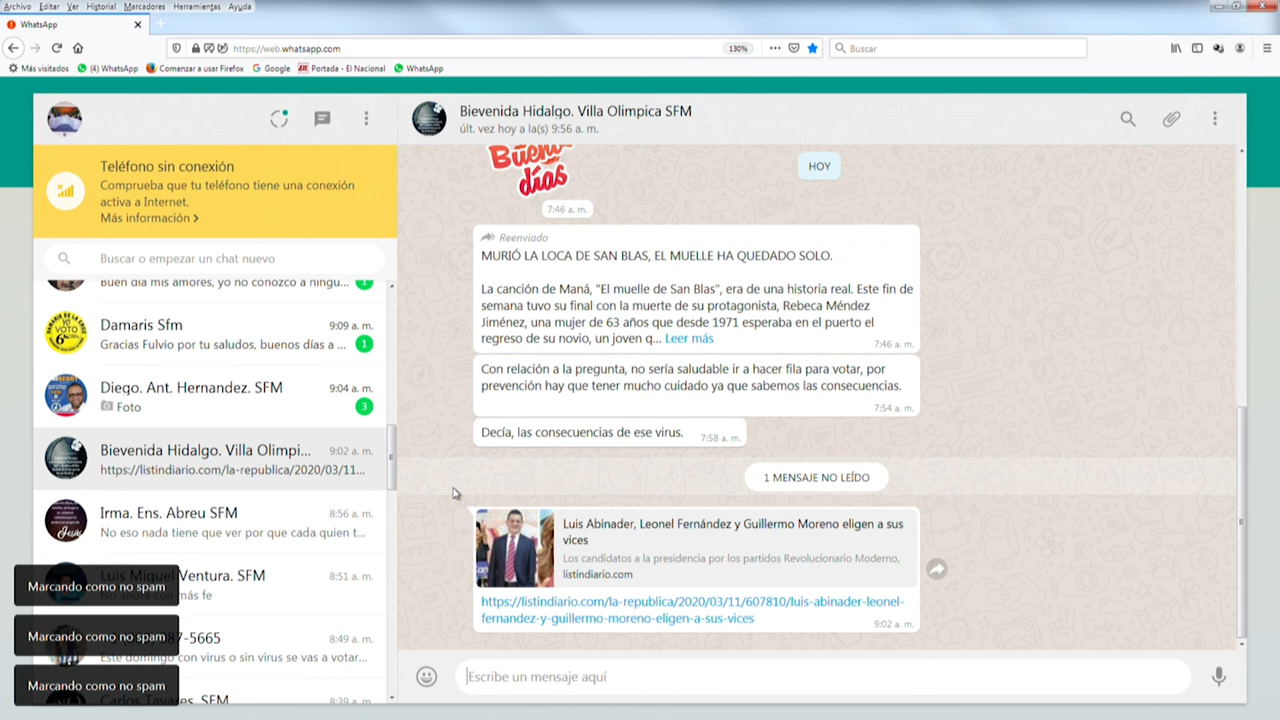 Archivo Editar Ver Historial Marcadores Herramientas Ayuda
WhatsApp
https://web.whatsapp.com
130%
Buscar
Más visitados (4) WhatsApp Comenzar a usar Firefox Google Portada - El Nacional WhatsApp
Teléfono sin conexión
Comprueba que tu teléfono tiene una conexión
activa a Internet.
Más información
Buscar o empezar un chat nuevo
Buen día mis amores, yo no conozco a ningu... 1
Damaris Sfm 9:09 a. m.
Gracias Fulvio por tu saludos, buenos días a ... 1
Diego. Ant. Hernandez. SFM 9:04 a. m.
Foto 3
Bievenida Hidalgo. Villa Olimpi... 9:02 a. m.
https://listindiario.com/la-republica/2020/03/11...
Irma. Ens. Abreu SFM 8:56 a. m.
No eso nada tiene que ver por que cada quien t...
Luis Miguel Ventura. SFM 8:51 a. m.
más fe
87-5665 8:49 a. m.
Este domingo con virus o sin virus se vas a votar...
Carlos Tavares. SFM 8:39 a. m.
Marcando como no spam
Marcando como no spam
Marcando como no spam
Bievenida Hidalgo. Villa Olimpica SFM
últ. vez hoy a la(s) 9:56 a. m.
Buenos
días
HOY
7:46 a. m.
Reenviado
MURIÓ LA LOCA DE SAN BLAS, EL MUELLE HA QUEDADO SOLO.
La canción de Maná, "El muelle de San Blas", era de una historia real. Este fin de
semana tuvo su final con la muerte de su protagonista, Rebeca Méndez
Jiménez, una mujer de 63 años que desde 1971 esperaba en el puerto el
regreso de su novio, un joven q... Leer más
7:46 a. m.
Con relación a la pregunta, no sería saludable ir a hacer fila para votar, por
prevención hay que tener mucho cuidado ya que sabemos las consecuencias.
7:54 a. m.
Decía, las consecuencias de ese virus. 7:58 a. m.
1 MENSAJE NO LEÍDO
Luis Abinader, Leonel Fernández y Guillermo Moreno eligen a sus
vices
Los candidatos a la presidencia por los partidos Revolucionario Moderno,
listindiario.com
https://listindiario.com/la-republica/2020/03/11/607810/luis-abinader-leonel-
fernandez-y-guillermo-moreno-eligen-a-sus-vices
9:02 a. m.
Escribe un mensaje aquí